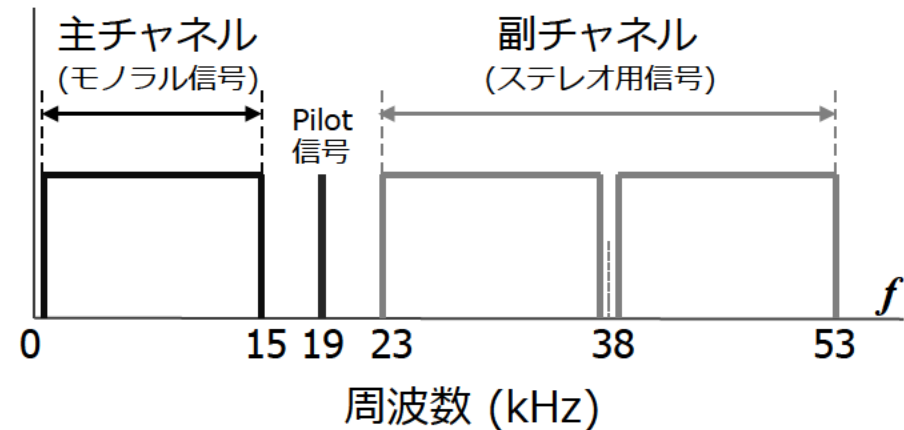 主チャネル
(モノラル信号)
副チャネル
(ステレオ用信号)
Pilot
信号
f
0 15 19 23 38 53
周波数 (kHz)